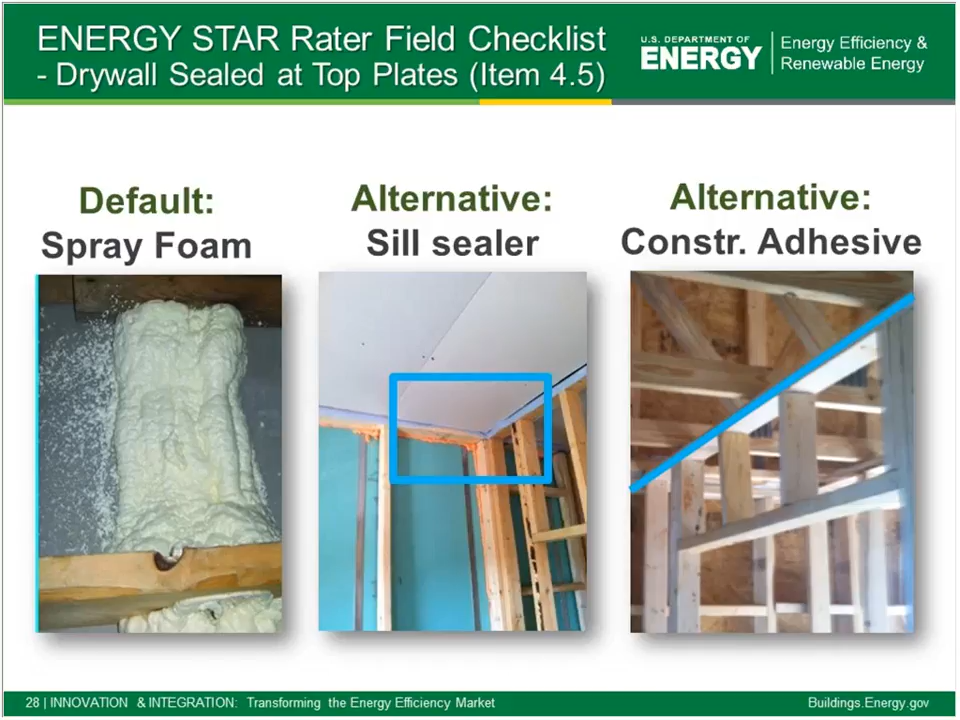 ENERGY STAR Rater Field Checklist
- Drywall Sealed at Top Plates (Item 4.5)
U.S. DEPARTMENT OF
ENERGY
Energy Efficiency &
Renewable Energy
Default:
Spray Foam
Alternative:
Sill sealer
Alternative:
Constr. Adhesive
28 | INNOVATION & INTEGRATION: Transforming the Energy Efficiency Market
Buildings.Energy.gov